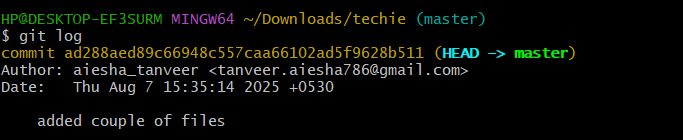 HP@DESKTOP-EF3SURM MINGW64 ~/Downloads/techie (master)
$ git log
commit ad288aed89c66948c557caa66102ad5f9628b511 (HEAD -> master)
Author: aiesha_tanveer <tanveer.aiesha786@gmail.com>
Date:   Thu Aug 7 15:35:14 2025 +0530
    added couple of files